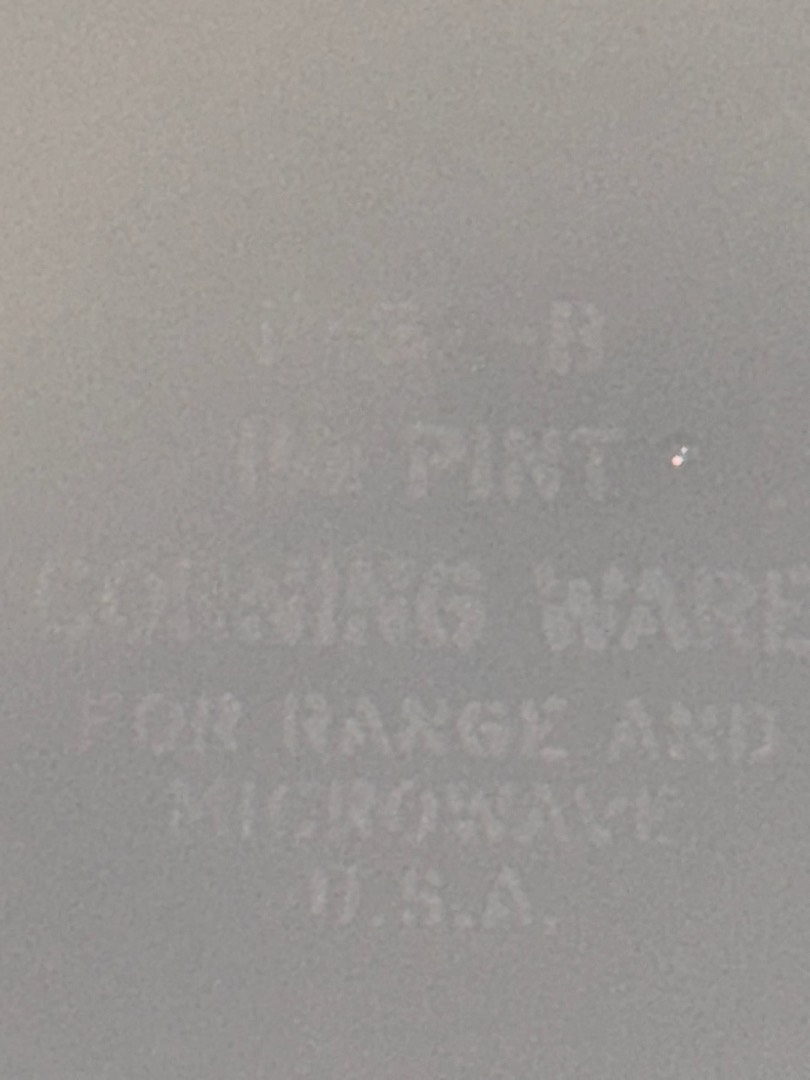 PINT
CORNING WARE
FOR RANGE AND
MICROWAVE
U.S.A.